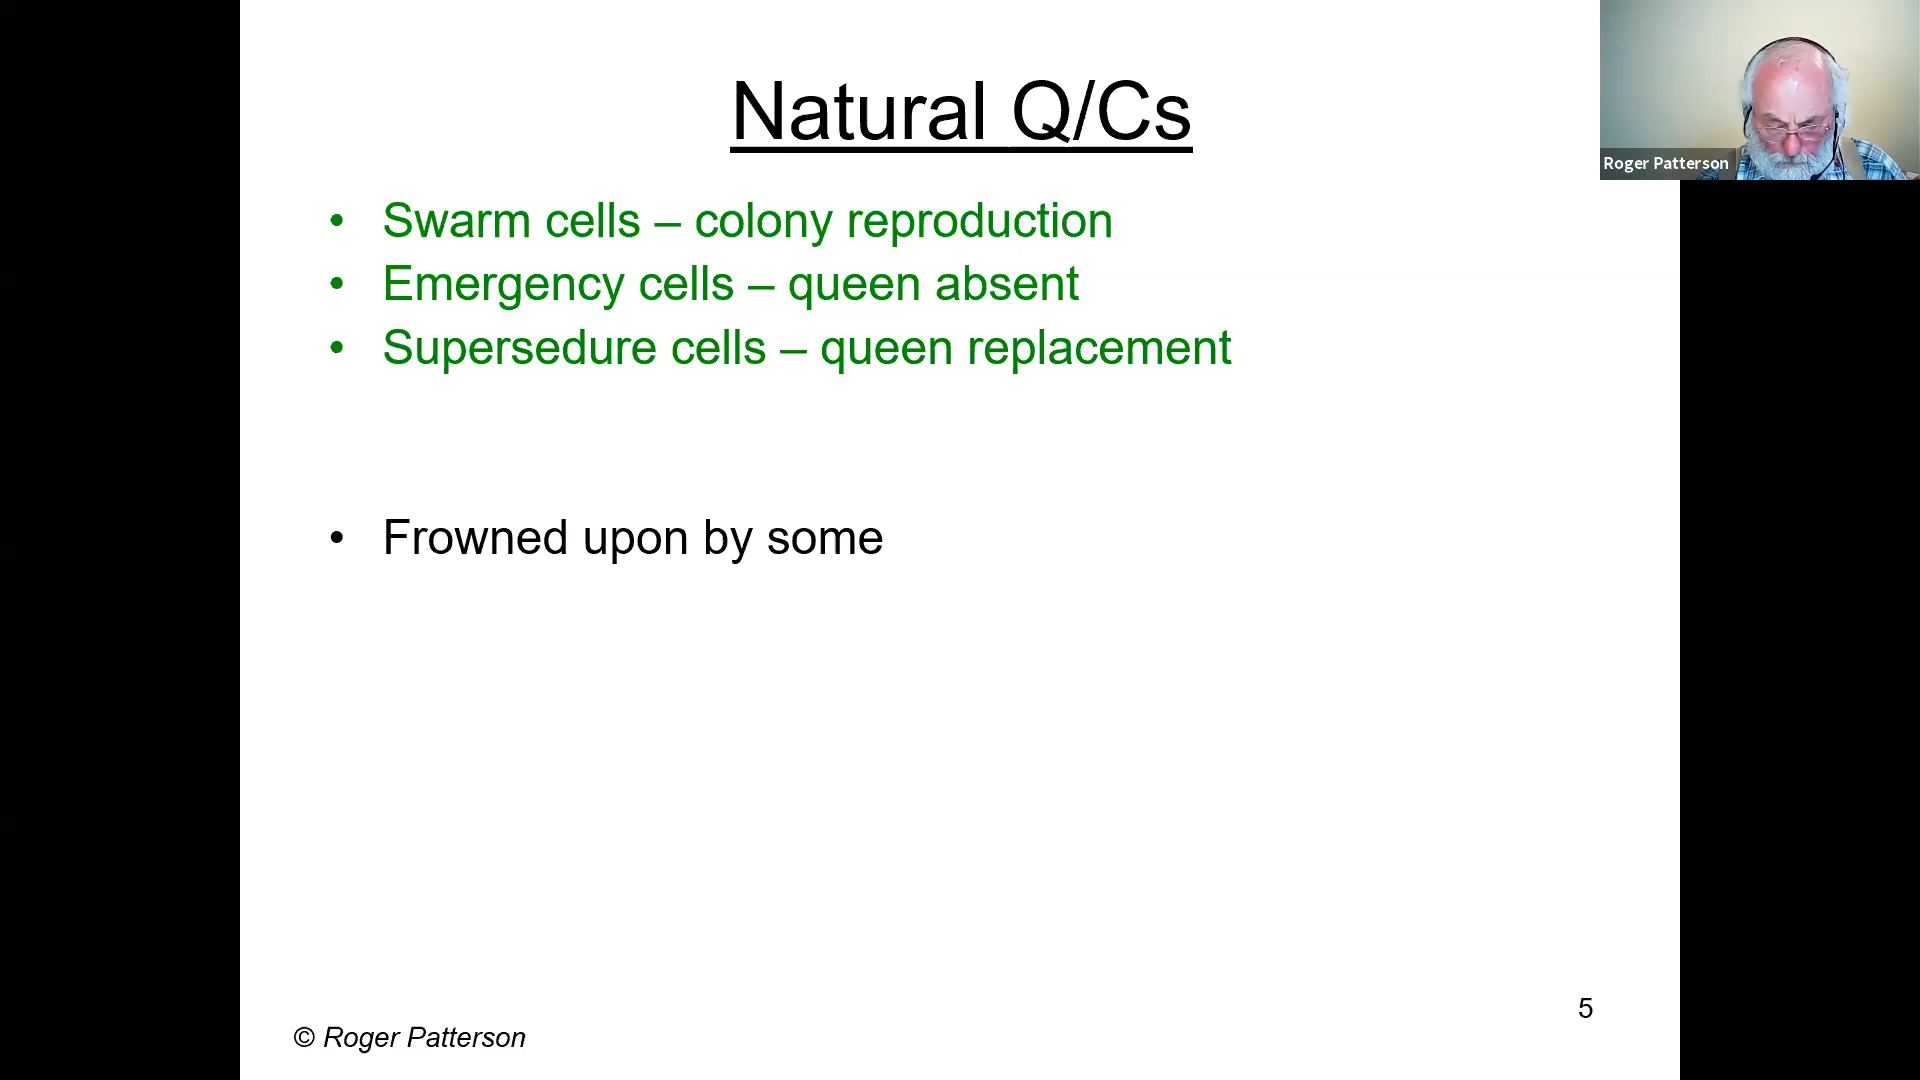 Natural Q/Cs
Roger Patterson
• Swarm cells – colony reproduction
• Emergency cells – queen absent
• Supersedure cells – queen replacement
• Frowned upon by some
5
© Roger Patterson